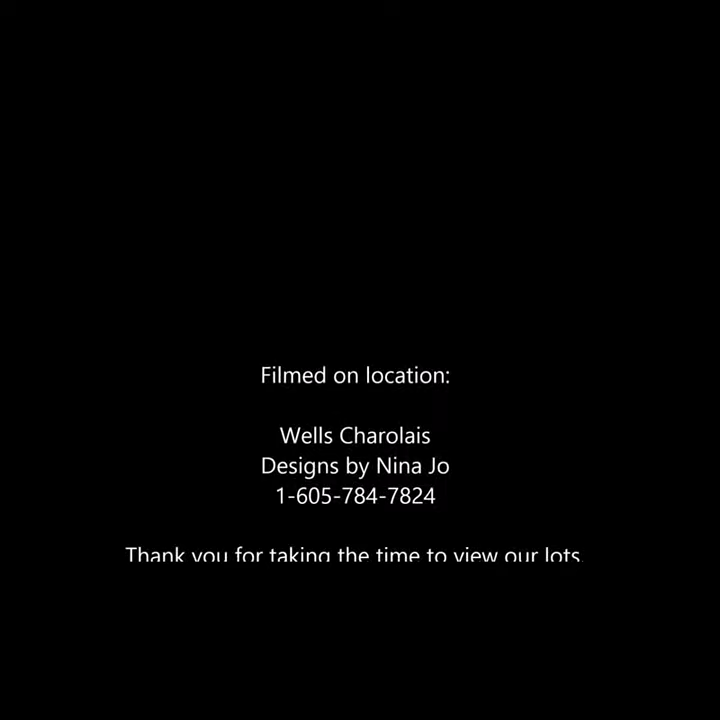 Filmed on location:
Wells Charolais
Designs by Nina Jo
1-605-784-7824
Thank you for taking the time to view our lots.